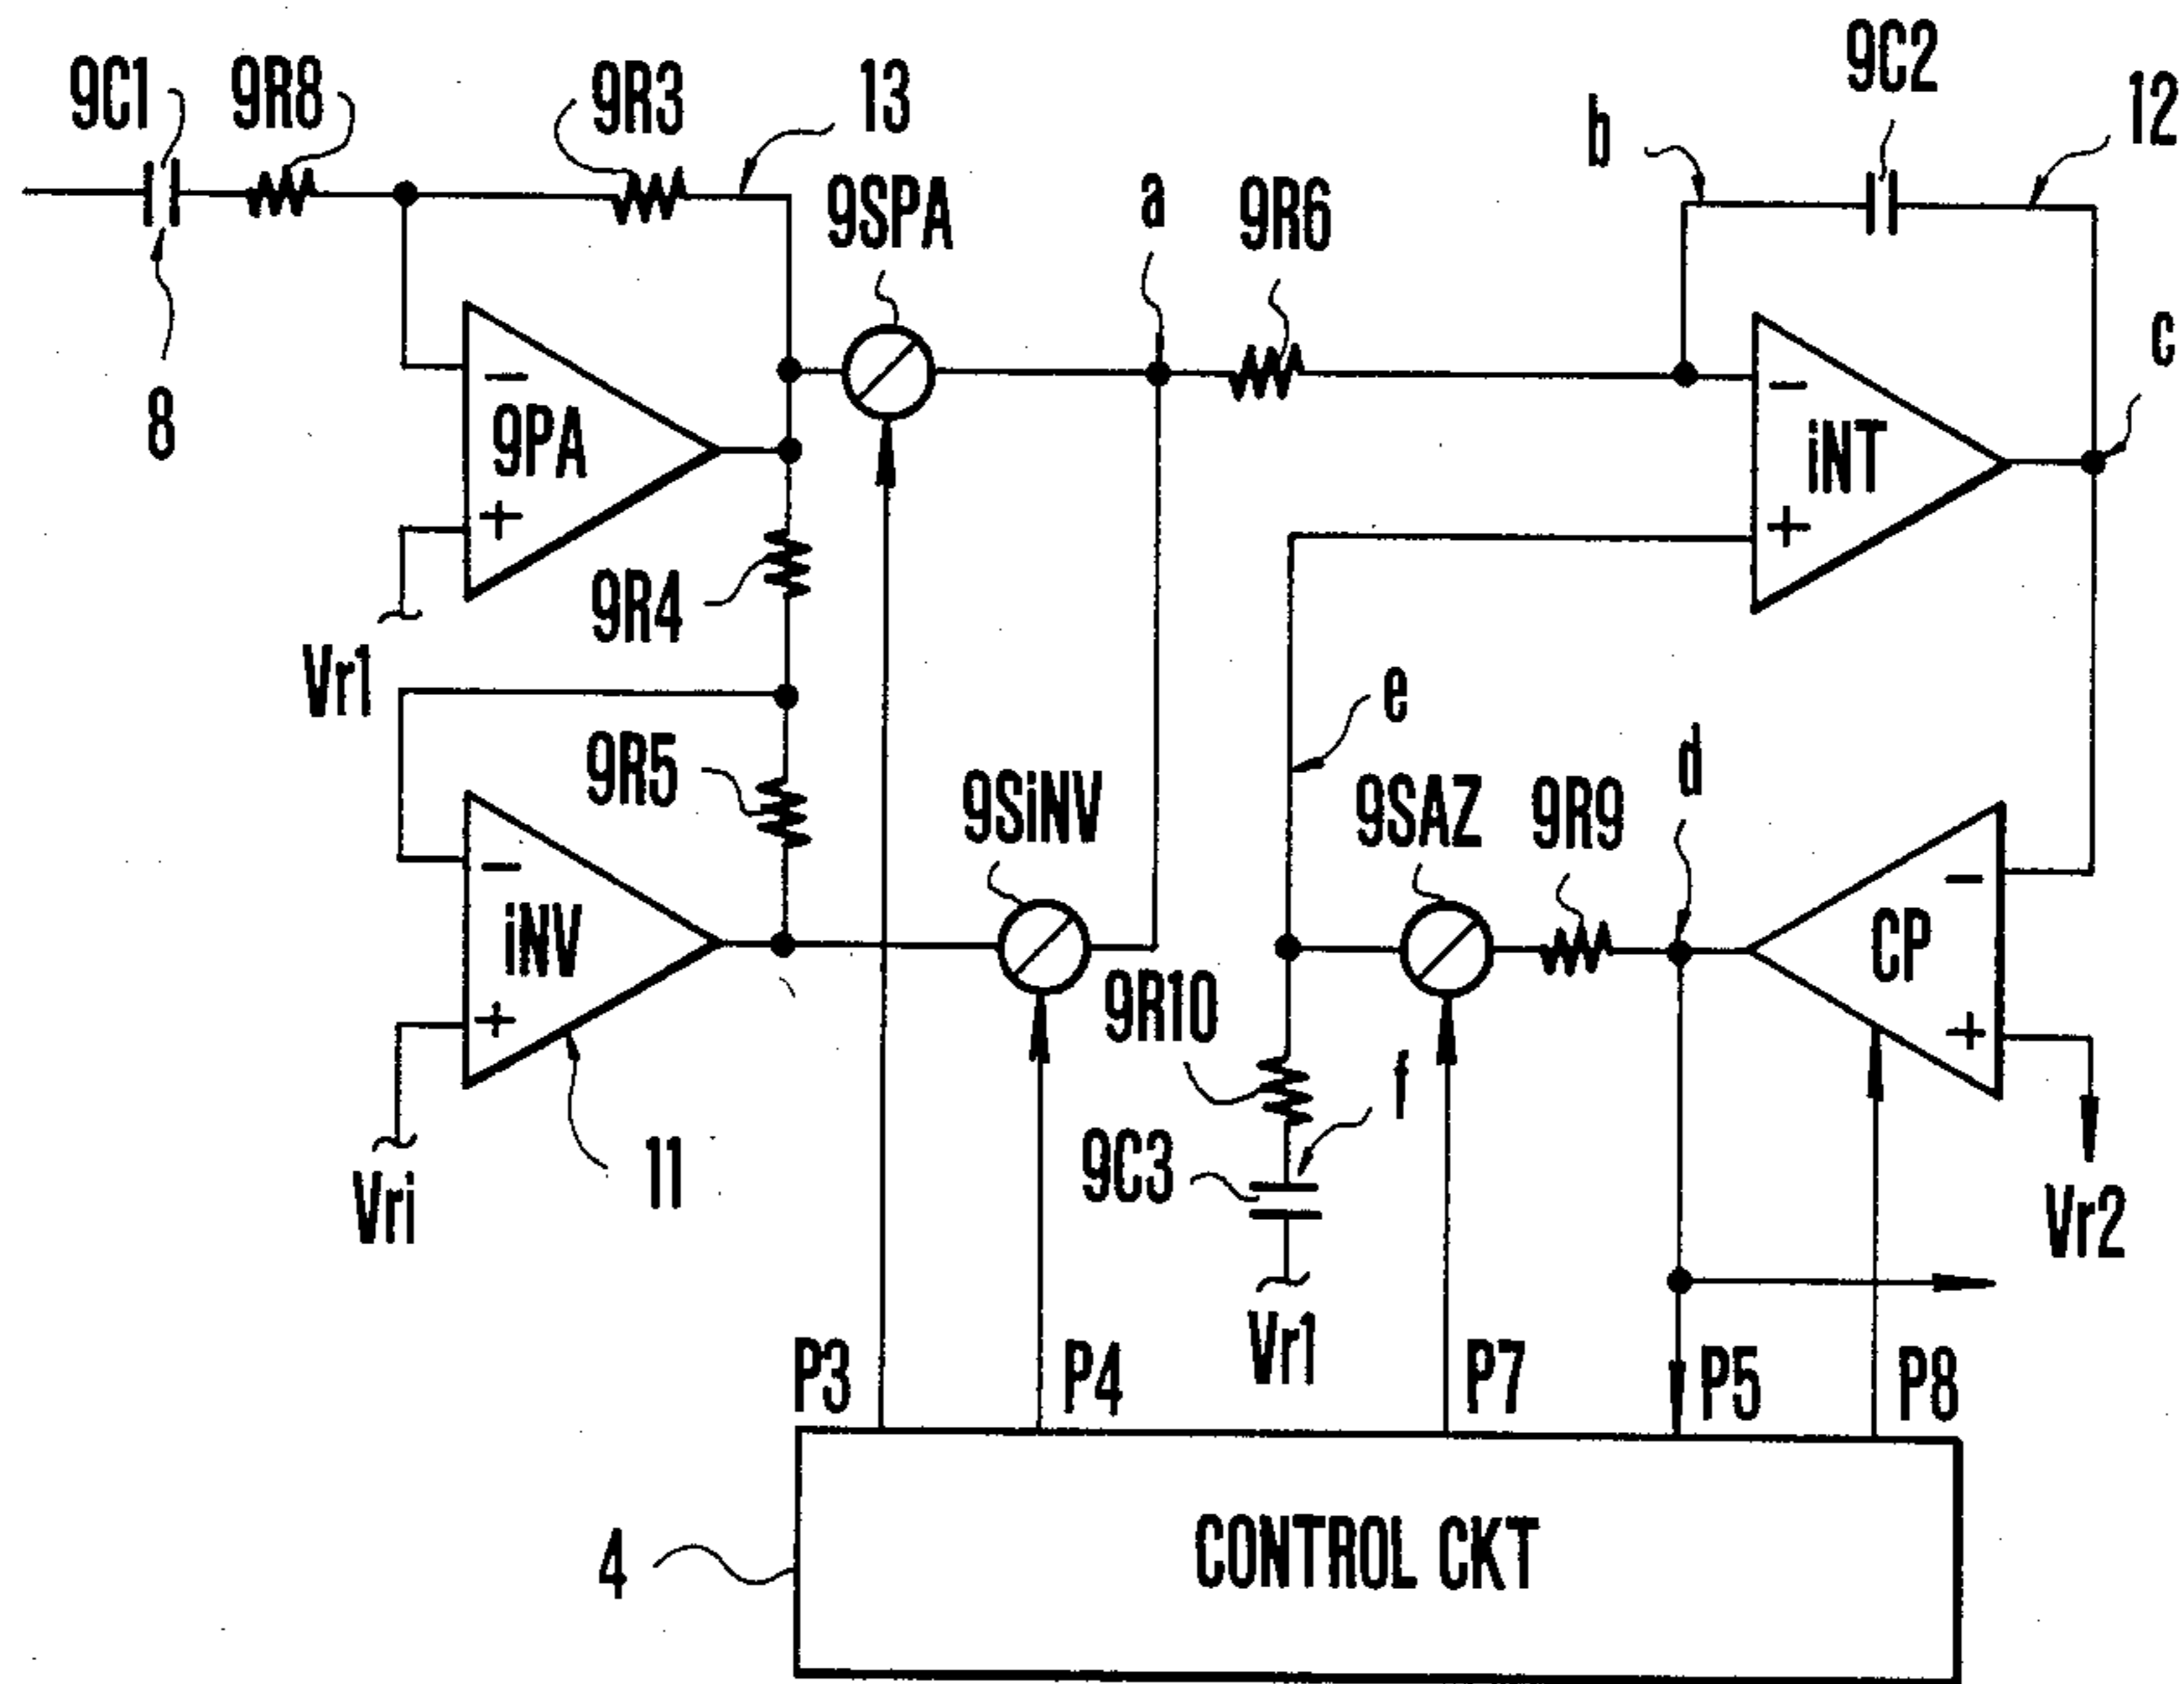 9C1
9R8
9R3
13
9C2
12
b
9SPA
a
9R6
c
8
−
9PA
+
−
iNT
+
9R4
Vr1
e
d
9R5
9SiNV
9SAZ
9R9
−
iNV
+
−
CP
+
9R10
f
11
9C3
Vri
Vr2
Vr1
P3
P4
P7
P5
P8
4
CONTROL CKT